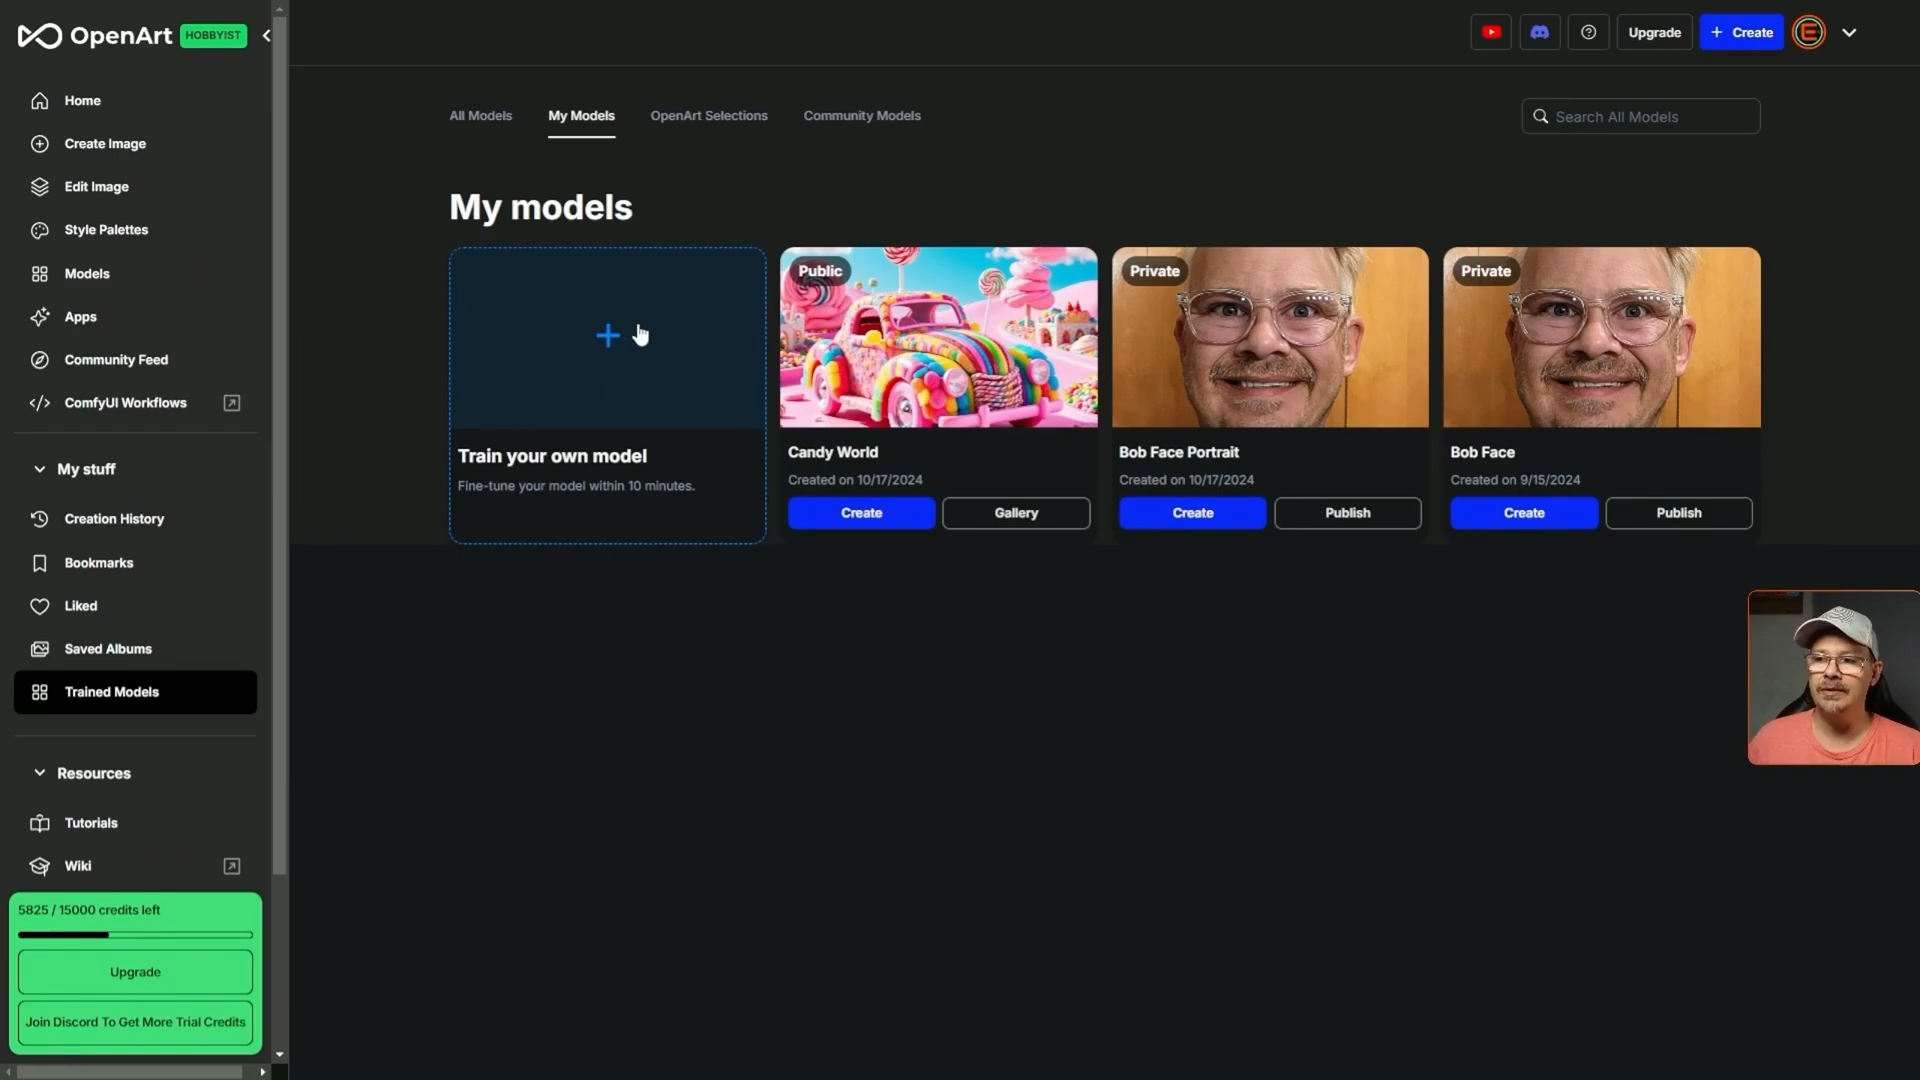 OpenArt HOBBYIST
Home
Create Image
Edit Image
Style Palettes
Models
Apps
Community Feed
ComfyUI Workflows
My stuff
Creation History
Bookmarks
Liked
Saved Albums
Trained Models
Resources
Tutorials
Wiki
5825 / 15000 credits left
Upgrade
Join Discord To Get More Trial Credits
Upgrade
+ Create
All Models
My Models
OpenArt Selections
Community Models
Search All Models
My models
Train your own model
Fine-tune your model within 10 minutes.
Public
Candy World
Created on 10/17/2024
Create
Gallery
Private
Bob Face Portrait
Created on 10/17/2024
Create
Publish
Private
Bob Face
Created on 9/15/2024
Create
Publish